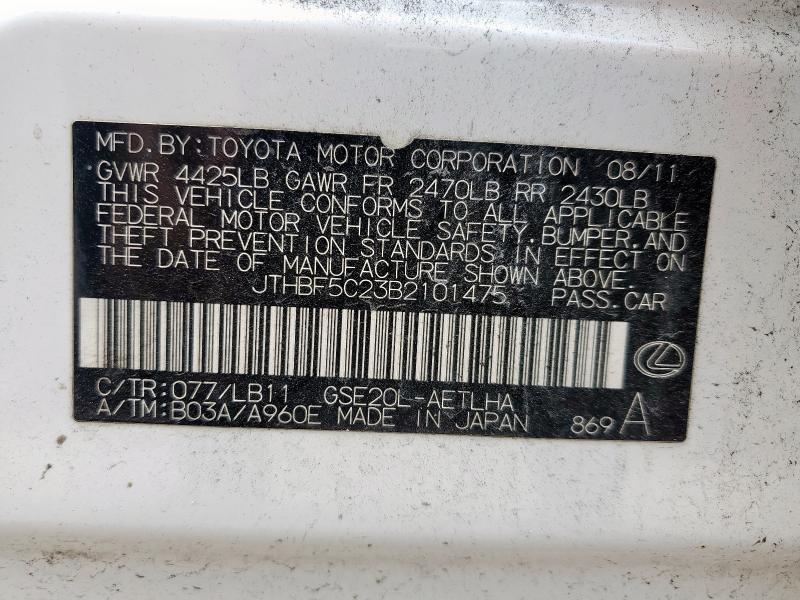 MFD. BY: TOYOTA MOTOR CORPORATION 08/11
GVWR 4425LB GAWR FR 2470LB RR 2430LB
THIS VEHICLE CONFORMS TO ALL APPLICABLE
FEDERAL MOTOR VEHICLE SAFETY, BUMPER, AND
THEFT PREVENTION STANDARDS IN EFFECT ON
THE DATE OF MANUFACTURE SHOWN ABOVE.
JTHBF5C23B2101475 PASS. CAR
C/TR: 077/LB11 GSE20L-AETLHA
A/TM: B03A/A960E MADE IN JAPAN 869 A